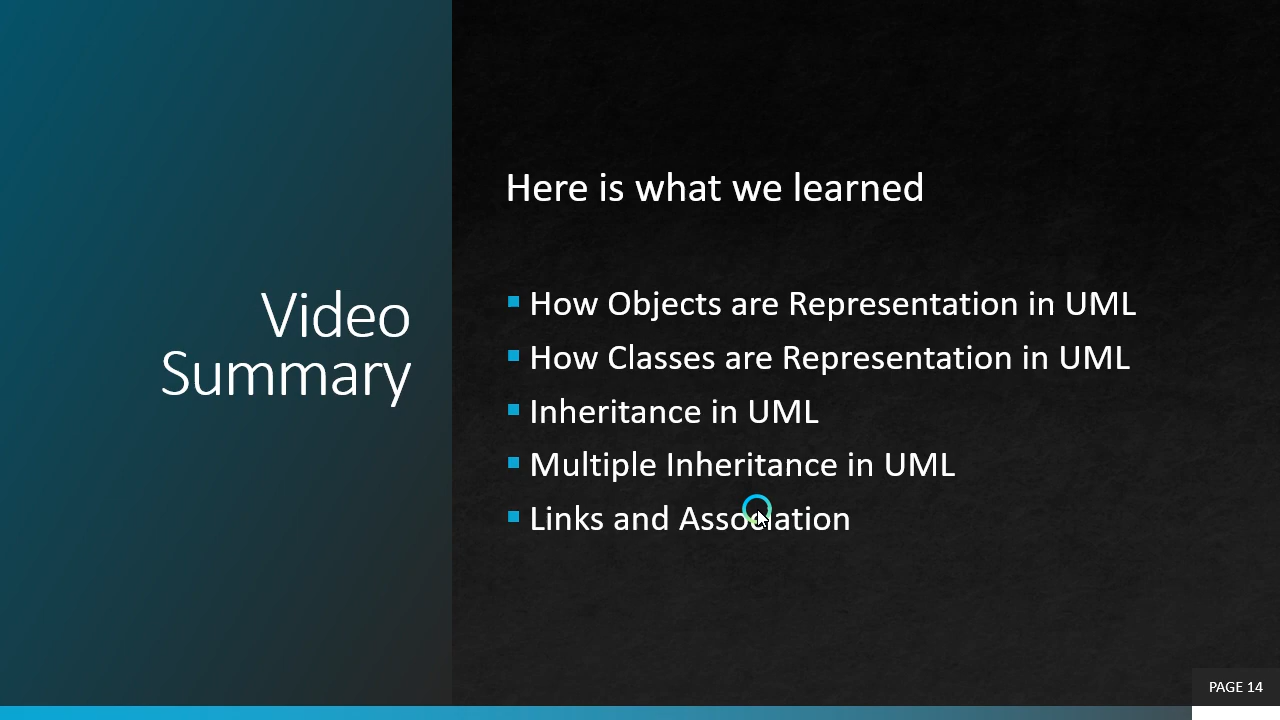 Video
Summary
Here is what we learned
How Objects are Representation in UML
How Classes are Representation in UML
Inheritance in UML
Multiple Inheritance in UML
Links and Association
PAGE 14